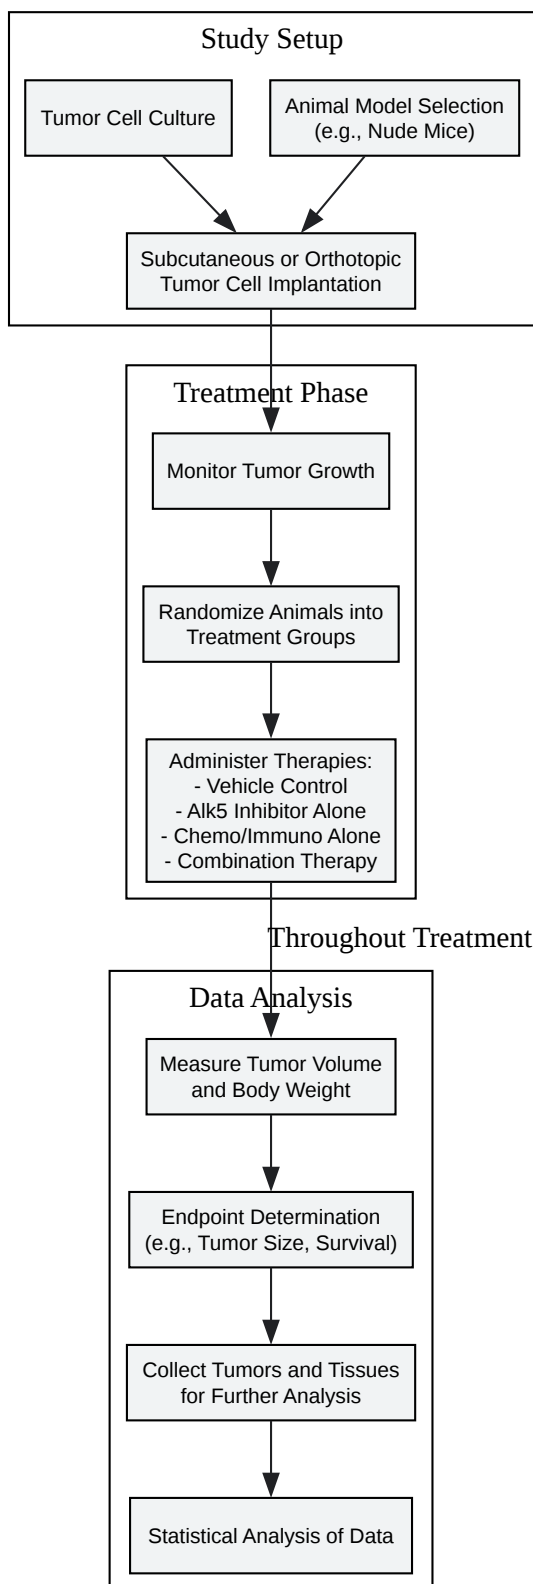 Study Setup
Tumor Cell Culture
Animal Model Selection
(e.g., Nude Mice)
Subcutaneous or Orthotopic
Tumor Cell Implantation
Treatment Phase
Monitor Tumor Growth
Randomize Animals into
Treatment Groups
Administer Therapies:
- Vehicle Control
- Alk5 Inhibitor Alone
- Chemo/Immuno Alone
- Combination Therapy
Throughout Treatment
Data Analysis
Measure Tumor Volume
and Body Weight
Endpoint Determination
(e.g., Tumor Size, Survival)
Collect Tumors and Tissues
for Further Analysis
Statistical Analysis of Data